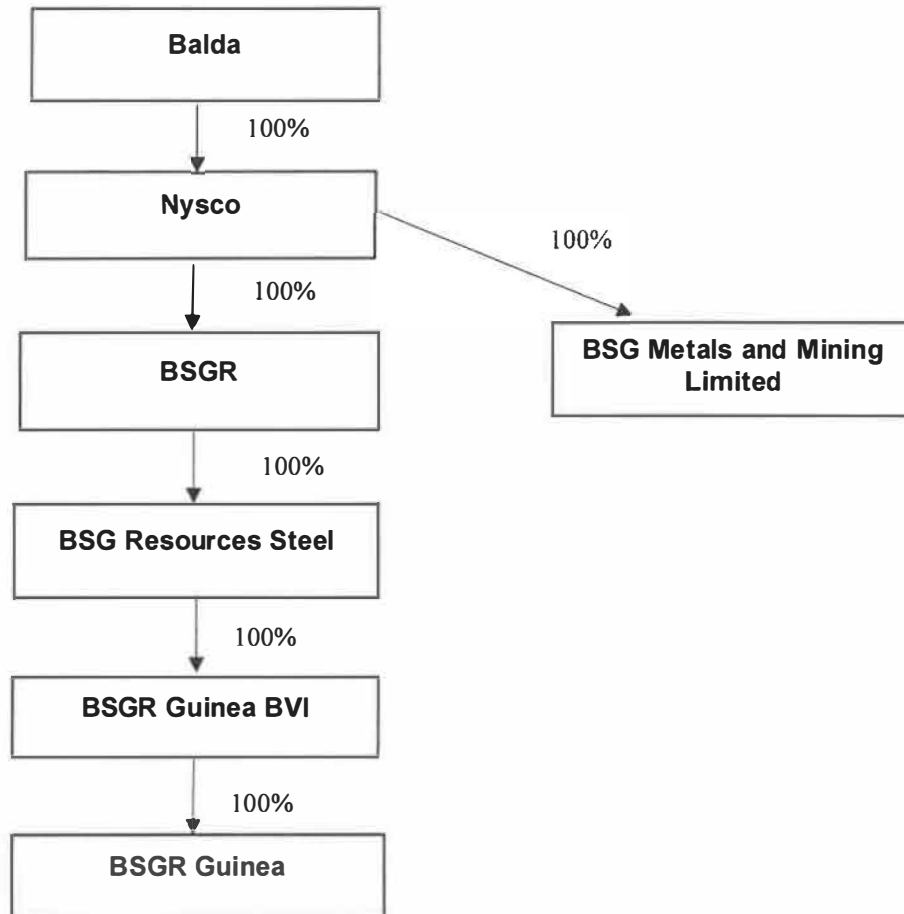 Balda
100%
Nysco
100%
100%
BSGR
BSG Metals and Mining
Limited
100%
BSG Resources Steel
100%
BSGR Guinea BVI
100%
BSGR Guinea